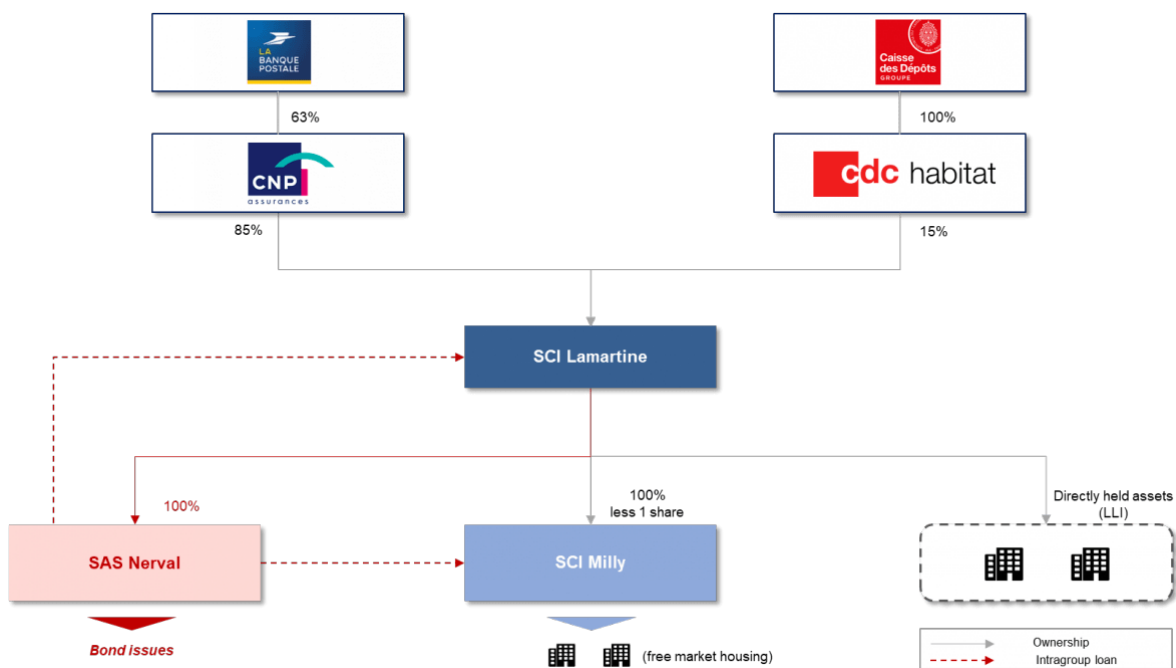 LA
BANQUE
POSTALE
Caisse
des Dépôts
GROUPE
63%
100%
CNP
assurances
cdc habitat
85%
15%
SCI Lamartine
100%
100%
less 1 share
Directly held assets
(LLI)
SAS Nerval
SCI Milly
Bond issues
(free market housing)
Ownership
Intragroup loan